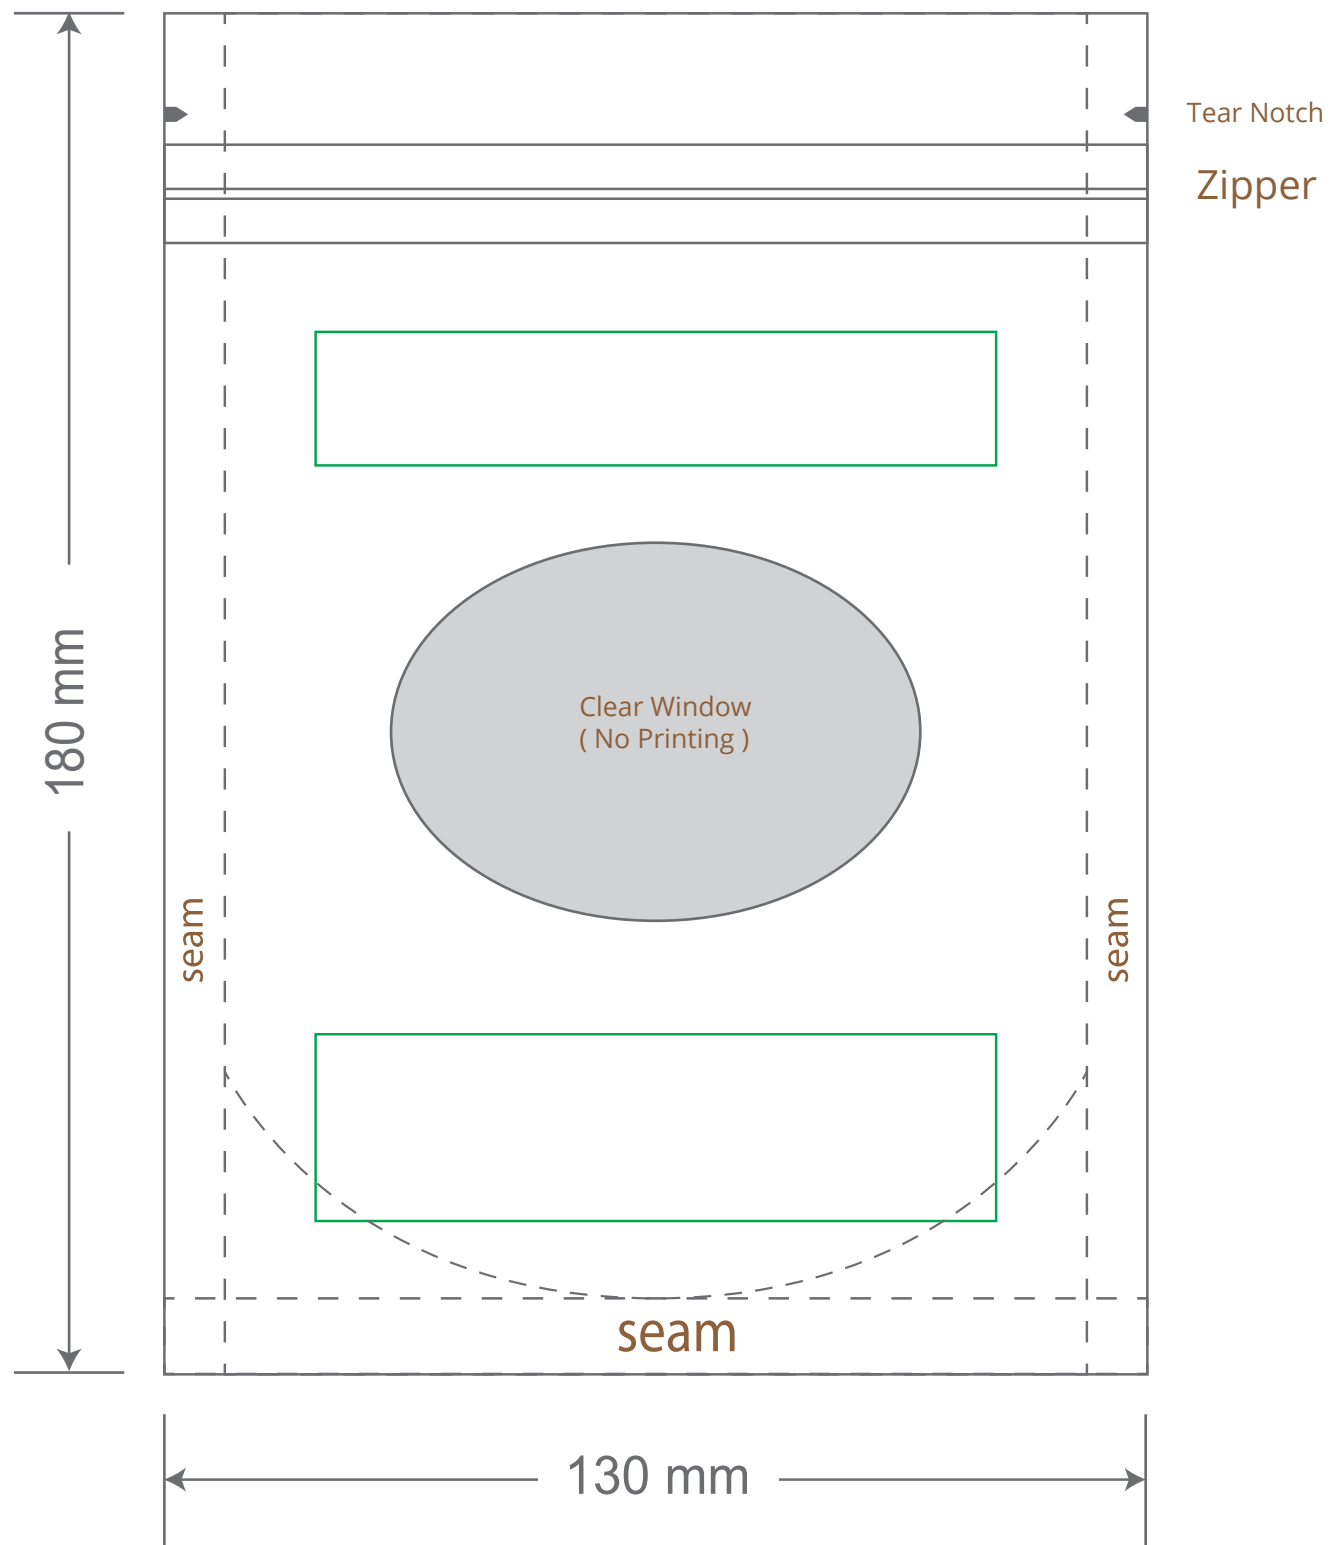 Tear Notch
Zipper
180 mm
Clear Window
( No Printing )
seam
seam
seam
130 mm